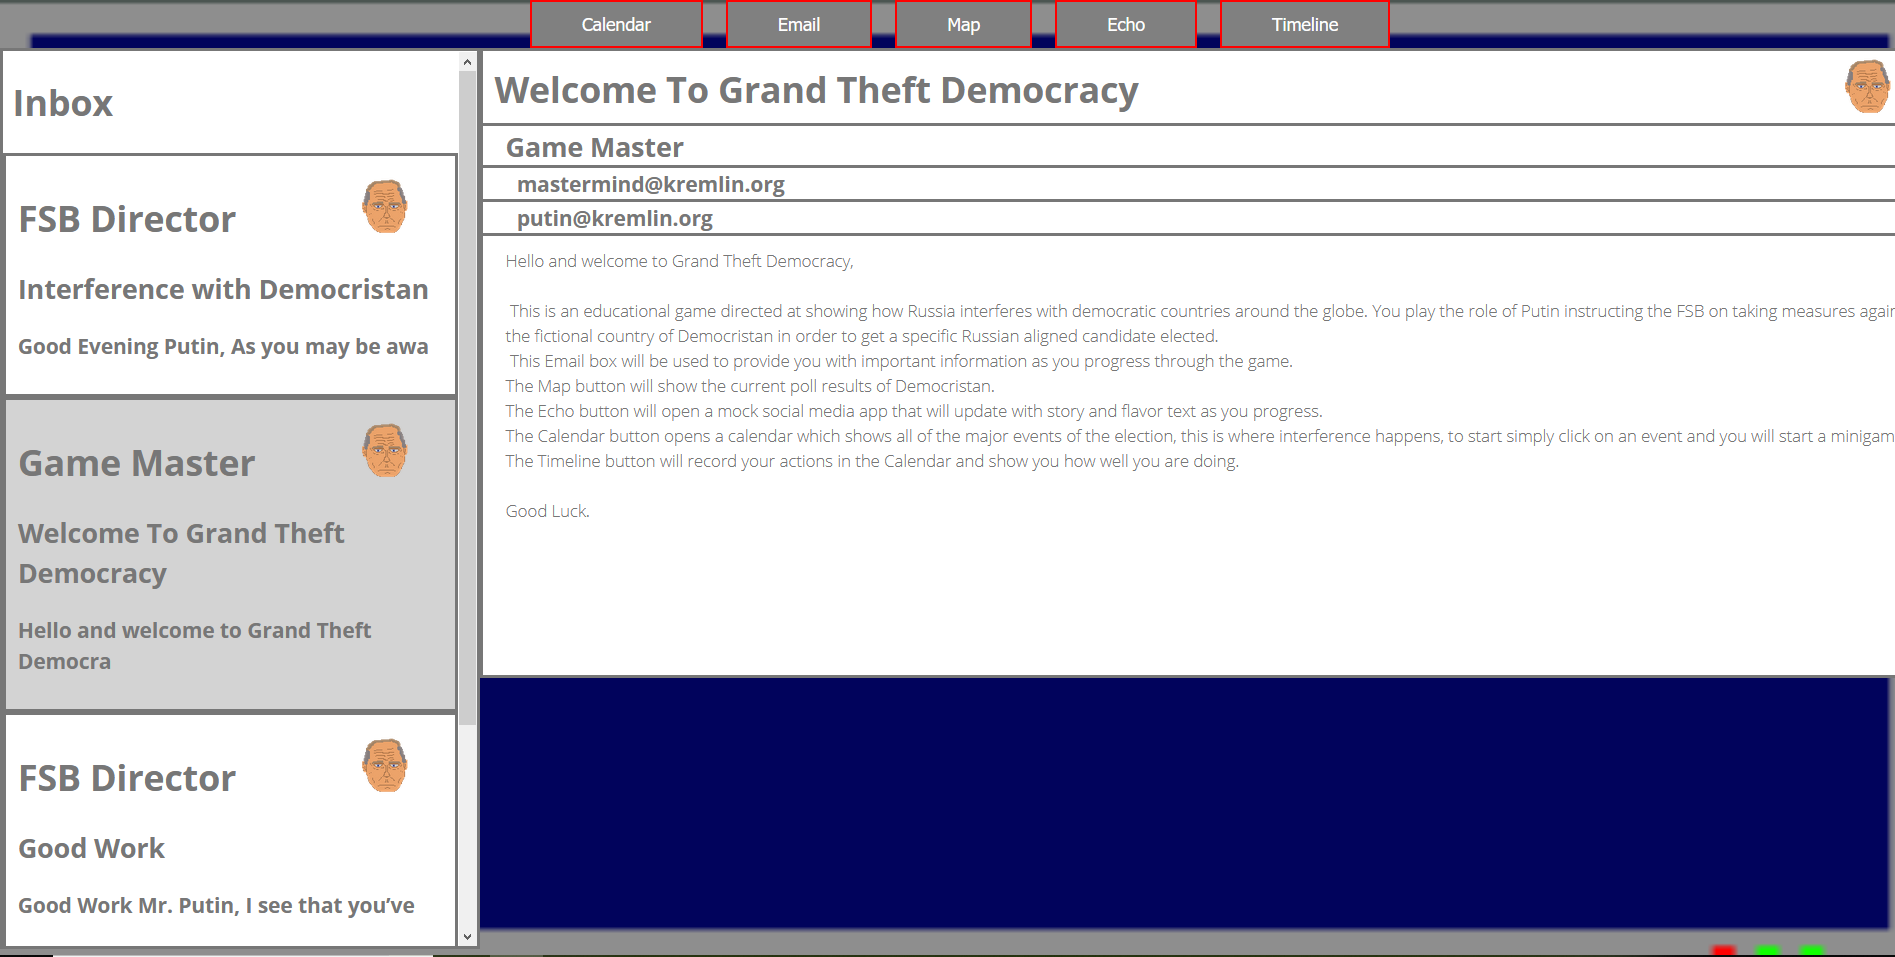 Calendar
Email
Map
Echo
Timeline
Inbox
FSB Director
Interference with Democristan
Good Evening Putin, As you may be awa
Game Master
Welcome To Grand Theft
Democracy
Hello and welcome to Grand Theft
Democra
FSB Director
Good Work
Good Work Mr. Putin, I see that you’ve
Welcome To Grand Theft Democracy
Game Master
mastermind@kremlin.org
putin@kremlin.org
Hello and welcome to Grand Theft Democracy,
This is an educational game directed at showing how Russia interferes with democratic countries around the globe. You play the role of Putin instructing the FSB on taking measures again
the fictional country of Democristan in order to get a specific Russian aligned candidate elected.
This Email box will be used to provide you with important information as you progress through the game.
The Map button will show the current poll results of Democristan.
The Echo button will open a mock social media app that will update with story and flavor text as you progress.
The Calendar button opens a calendar which shows all of the major events of the election, this is where interference happens, to start simply click on an event and you will start a minigam
The Timeline button will record your actions in the Calendar and show you how well you are doing.
Good Luck.